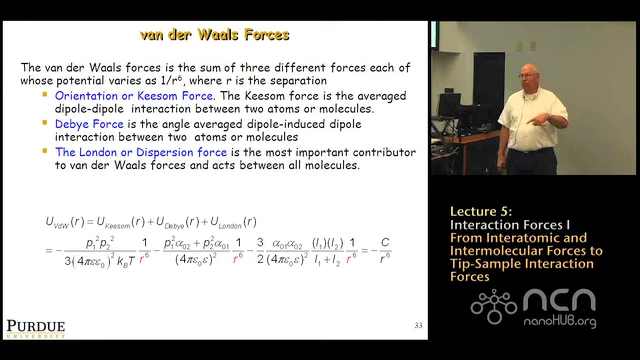 van der Waals Forces
The van der Waals forces is the sum of three different forces each of
whose potential varies as 1/r⁶, where r is the separation
Orientation or Keesom Force. The Keesom force is the averaged
dipole-dipole interaction between two atoms or molecules.
Debye Force is the angle averaged dipole-induced dipole
interaction between two atoms or molecules
The London or Dispersion force is the most important contributor
to van der Waals forces and acts between all molecules.
U_VdW(r) = U_Keesom(r) + U_Debye(r) + U_London(r)
= − p₁²p₂² / (3(4πεε₀)² k_BT) 1/r⁶ − (p₁²α₀₂ + p₂²α₀₁) / (4πε₀ε)² 1/r⁶ − 3/2 α₀₁α₀₂ / (4πε₀ε)² (I₁)(I₂) / (I₁ + I₂) 1/r⁶ = − C/r⁶
PURDUE
UNIVERSITY
33
Lecture 5:
Interaction Forces I
From Interatomic and
Intermolecular Forces to
Tip-Sample Interaction
Forces
ncn
nanoHUB.org